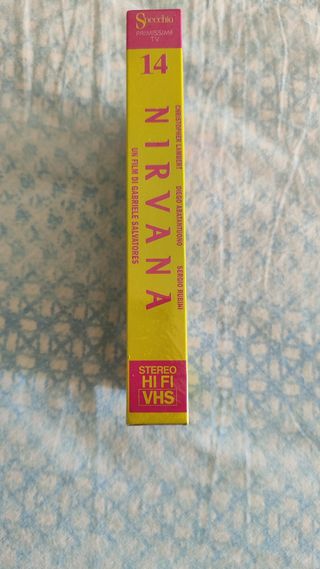 Specchio
PRIMISSIME
TV
14
NIRVANA
CHRISTOPHER LAMBERT DIEGO ABATANTUONO SERGIO RUBINI
UN FILM DI GABRIELE SALVATORES
STEREO
HI FI
VHS